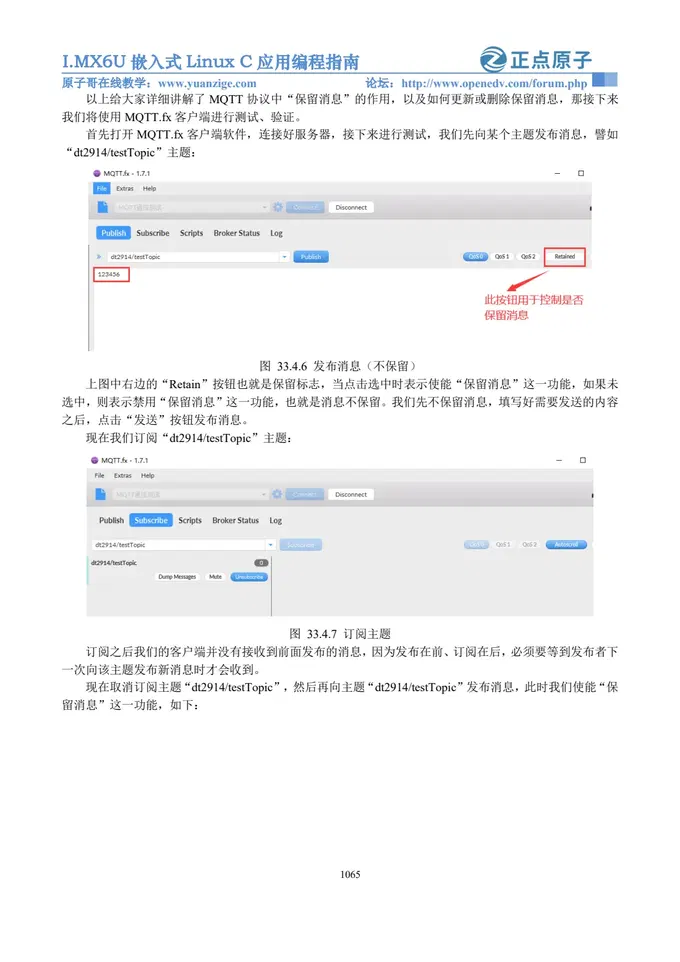 I.MX6U 嵌入式 Linux C 应用编程指南
正点原子
原子哥在线教学：www.yuanzige.com
论坛：http://www.openedv.com/forum.php
以上给大家详细讲解了 MQTT 协议中“保留消息”的作用，以及如何更新或删除保留消息，那接下来
我们将使用 MQTT.fx 客户端进行测试、验证。
首先打开 MQTT.fx 客户端软件，连接好服务器，接下来进行测试，我们先向某个主题发布消息，譬如
“dt2914/testTopic”主题：
MQTT.fx - 1.7.1
File Extras Help
Connect Disconnect
Publish Subscribe Scripts Broker Status Log
dt2914/testTopic Publish QoS 0 QoS 1 QoS 2 Retained
123456
此按钮用于控制是否
保留消息
图 33.4.6 发布消息（不保留）
上图中右边的“Retain”按钮也就是保留标志，当点击选中时表示使能“保留消息”这一功能，如果未
选中，则表示禁用“保留消息”这一功能，也就是消息不保留。我们先不保留消息，填写好需要发送的内容
之后，点击“发送”按钮发布消息。
现在我们订阅“dt2914/testTopic”主题：
MQTT.fx - 1.7.1
File Extras Help
Connect Disconnect
Publish Subscribe Scripts Broker Status Log
dt2914/testTopic Subscribe QoS 0 QoS 1 QoS 2 Autoscroll
dt2914/testTopic 0
Dump Messages Mute Unsubscribe
图 33.4.7 订阅主题
订阅之后我们的客户端并没有接收到前面发布的消息，因为发布在前、订阅在后，必须要等到发布者下
一次向该主题发布新消息时才会收到。
现在取消订阅主题“dt2914/testTopic”，然后再向主题“dt2914/testTopic”发布消息，此时我们使能“保
留消息”这一功能，如下：
1065